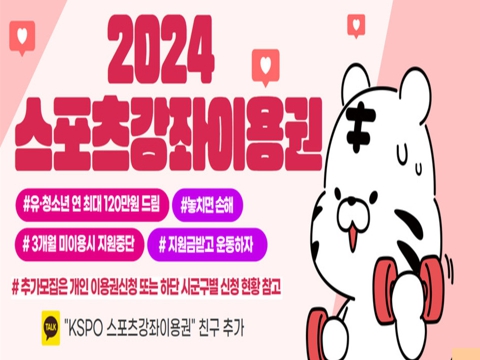 2024
스포츠강좌이용권
#유·청소년 연 최대 120만원 드림 #놓치면 손해
# 3개월 미이용시 지원중단 # 지원금받고 운동하자
# 추가모집은 개인 이용권신청 또는 하단 시군구별 신청 현황 참고
TALK "KSPO 스포츠강좌이용권" 친구 추가